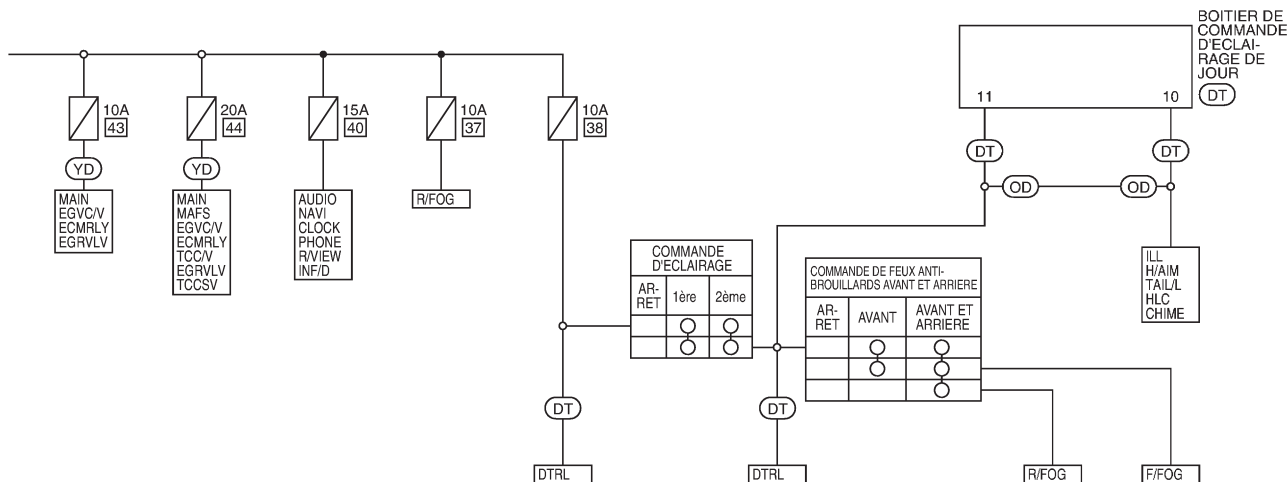 BOITIER DE
COMMANDE
D'ECLAI-
RAGE DE
JOUR
DT
11
10
10A
43
20A
44
15A
40
10A
37
10A
38
YD
YD
DT
DT
OD
OD
MAIN
EGVC/V
ECMRLY
EGRVLV
MAIN
MAFS
EGVC/V
ECMRLY
TCC/V
EGRVLV
TCCSV
AUDIO
NAVI
CLOCK
PHONE
R/VIEW
INF/D
R/FOG
COMMANDE
D'ECLAIRAGE
AR-
RET
1ère
2ème
COMMANDE DE FEUX ANTI-
BROUILLARDS AVANT ET ARRIERE
AR-
RET
AVANT
AVANT ET
ARRIERE
ILL
H/AIM
TAIL/L
HLC
CHIME
DT
DT
DTRL
DTRL
R/FOG
F/FOG